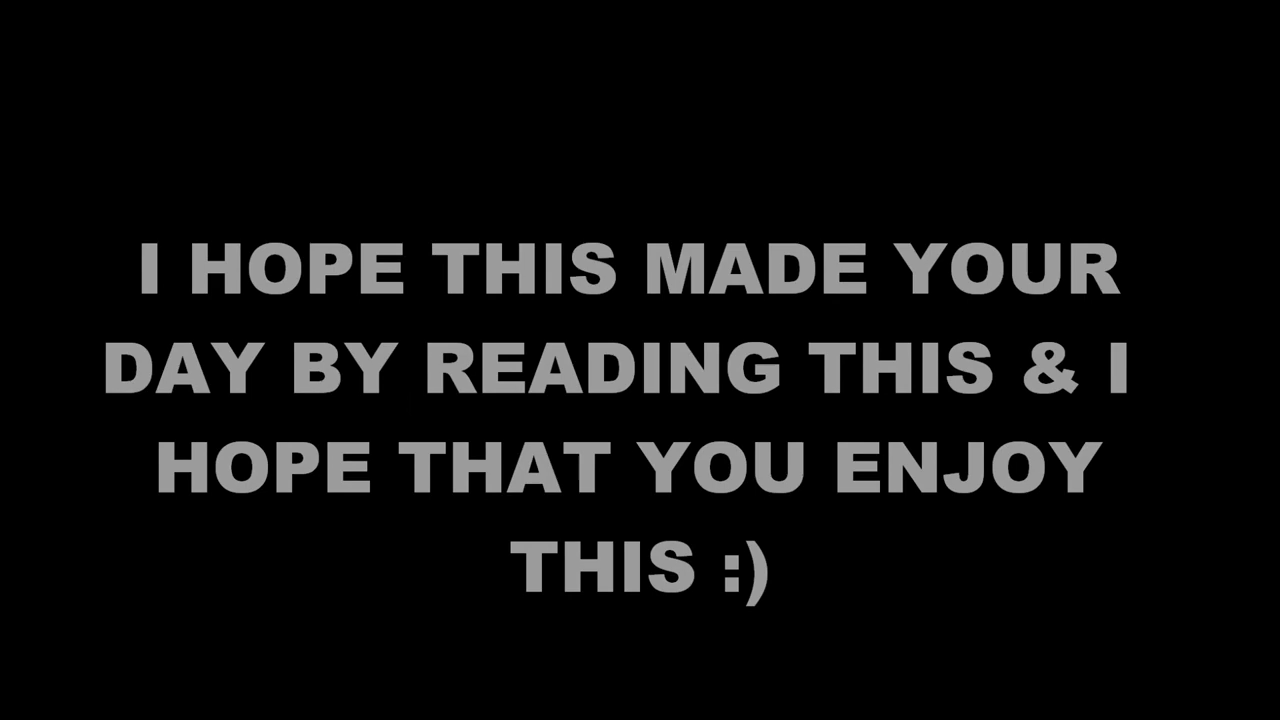 I HOPE THIS MADE YOUR
DAY BY READING THIS & I
HOPE THAT YOU ENJOY
THIS :)